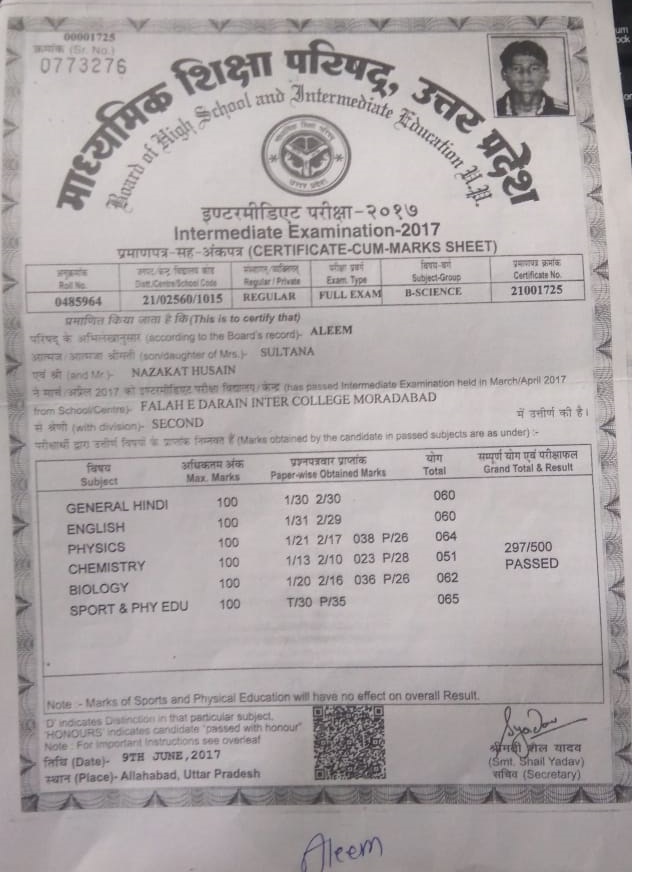 00001725
क्रमांक (Sr. No.)
0773276
माध्यमिक शिक्षा परिषद्, उत्तर प्रदेश
Board of High School and Intermediate Education U.P.
इण्टरमीडिएट परीक्षा-२०१७
Intermediate Examination-2017
प्रमाणपत्र-सह-अंकपत्र (CERTIFICATE-CUM-MARKS SHEET)
अनुक्रमांक Roll No. Distt./Centre/School Code Regular / Private Exam. Type विषय-वर्ग Subject-Group प्रमाणपत्र क्रमांक Certificate No.
0485964 21/02560/1015 REGULAR FULL EXAM B-SCIENCE 21001725
प्रमाणित किया जाता है कि (This is to certify that)
परिषद् के अभिलेखानुसार (according to the Board's record)- ALEEM
आत्मज/आत्मजा श्रीमती (son/daughter of Mrs.)- SULTANA
एवं श्री (and Mr.)- NAZAKAT HUSAIN
ने मार्च/अप्रैल 2017 की इण्टरमीडिएट परीक्षा विद्यालय/केन्द्र (has passed Intermediate Examination held in March/April 2017
from School/Centre)- FALAH E DARAIN INTER COLLEGE MORADABAD
से श्रेणी (with division)- SECOND में उत्तीर्ण की है।
परीक्षार्थी द्वारा उत्तीर्ण विषयों के प्राप्तांक निम्नवत हैं (Marks obtained by the candidate in passed subjects are as under) :-
विषय अधिकतम अंक प्रश्नपत्रवार प्राप्तांक योग सम्पूर्ण योग एवं परीक्षाफल
Subject Max. Marks Paper-wise Obtained Marks Total Grand Total & Result
GENERAL HINDI 100 1/30 2/30 060
ENGLISH 100 1/31 2/29 060
PHYSICS 100 1/21 2/17 038 P/26 064
297/500
CHEMISTRY 100 1/13 2/10 023 P/28 051
PASSED
BIOLOGY 100 1/20 2/16 036 P/26 062
SPORT & PHY EDU 100 T/30 P/35 065
Note :- Marks of Sports and Physical Education will have no effect on overall Result.
'D' indicates Distinction in that particular subject.
'HONOURS' indicates candidate "passed with honour"
Note : For Important Instructions see overleaf
तिथि (Date)- 9TH JUNE,2017
स्थान (Place)- Allahabad, Uttar Pradesh
श्रीमती शैल यादव
(Smt. Shail Yadav)
सचिव (Secretary)
Aleem